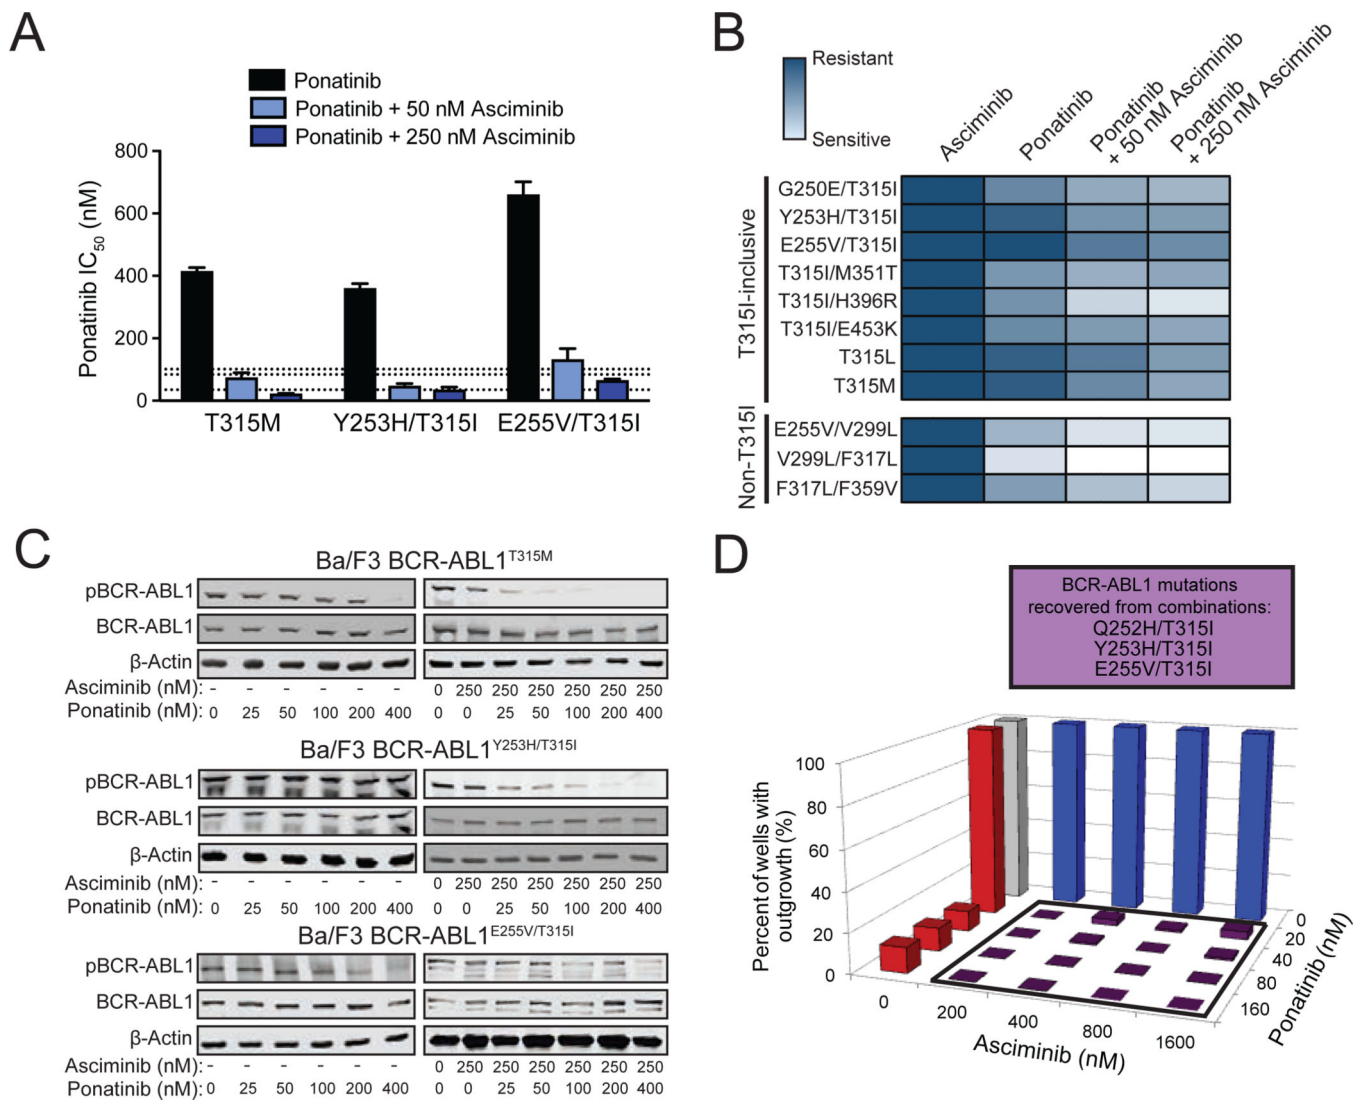 A
Ponatinib
Ponatinib + 50 nM Asciminib
Ponatinib + 250 nM Asciminib
Ponatinib IC50 (nM)
800
600
400
200
0
T315M
Y253H/T315I
E255V/T315I
B
Resistant
Sensitive
Asciminib
Ponatinib
Ponatinib
+ 50 nM Asciminib
Ponatinib
+ 250 nM Asciminib
T315I-inclusive
G250E/T315I
Y253H/T315I
E255V/T315I
T315I/M351T
T315I/H396R
T315I/E453K
T315L
T315M
Non-T315I
E255V/V299L
V299L/F317L
F317L/F359V
C
Ba/F3 BCR-ABL1T315M
pBCR-ABL1
BCR-ABL1
β-Actin
Asciminib (nM): - - - - - - 0 250 250 250 250 250 250
Ponatinib (nM): 0 25 50 100 200 400 0 0 25 50 100 200 400
Ba/F3 BCR-ABL1Y253H/T315I
pBCR-ABL1
BCR-ABL1
β-Actin
Asciminib (nM): - - - - - - 0 250 250 250 250 250 250
Ponatinib (nM): 0 25 50 100 200 400 0 0 25 50 100 200 400
Ba/F3 BCR-ABL1E255V/T315I
pBCR-ABL1
BCR-ABL1
β-Actin
Asciminib (nM): - - - - - - 0 250 250 250 250 250 250
Ponatinib (nM): 0 25 50 100 200 400 0 0 25 50 100 200 400
D
BCR-ABL1 mutations
recovered from combinations:
Q252H/T315I
Y253H/T315I
E255V/T315I
Percent of wells with
outgrowth (%)
100
80
60
40
20
0
0
200
400
800
1600
Asciminib (nM)
0
20
40
80
160
Ponatinib (nM)